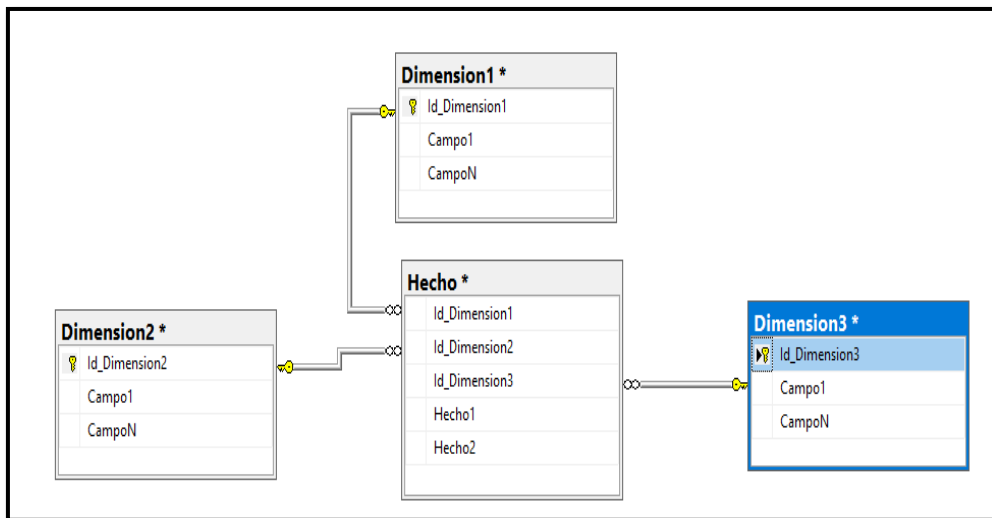 Dimension1 *
Id_Dimension1
Campo1
CampoN
Hecho *
Id_Dimension1
Id_Dimension2
Id_Dimension3
Hecho1
Hecho2
Dimension2 *
Id_Dimension2
Campo1
CampoN
Dimension3 *
Id_Dimension3
Campo1
CampoN